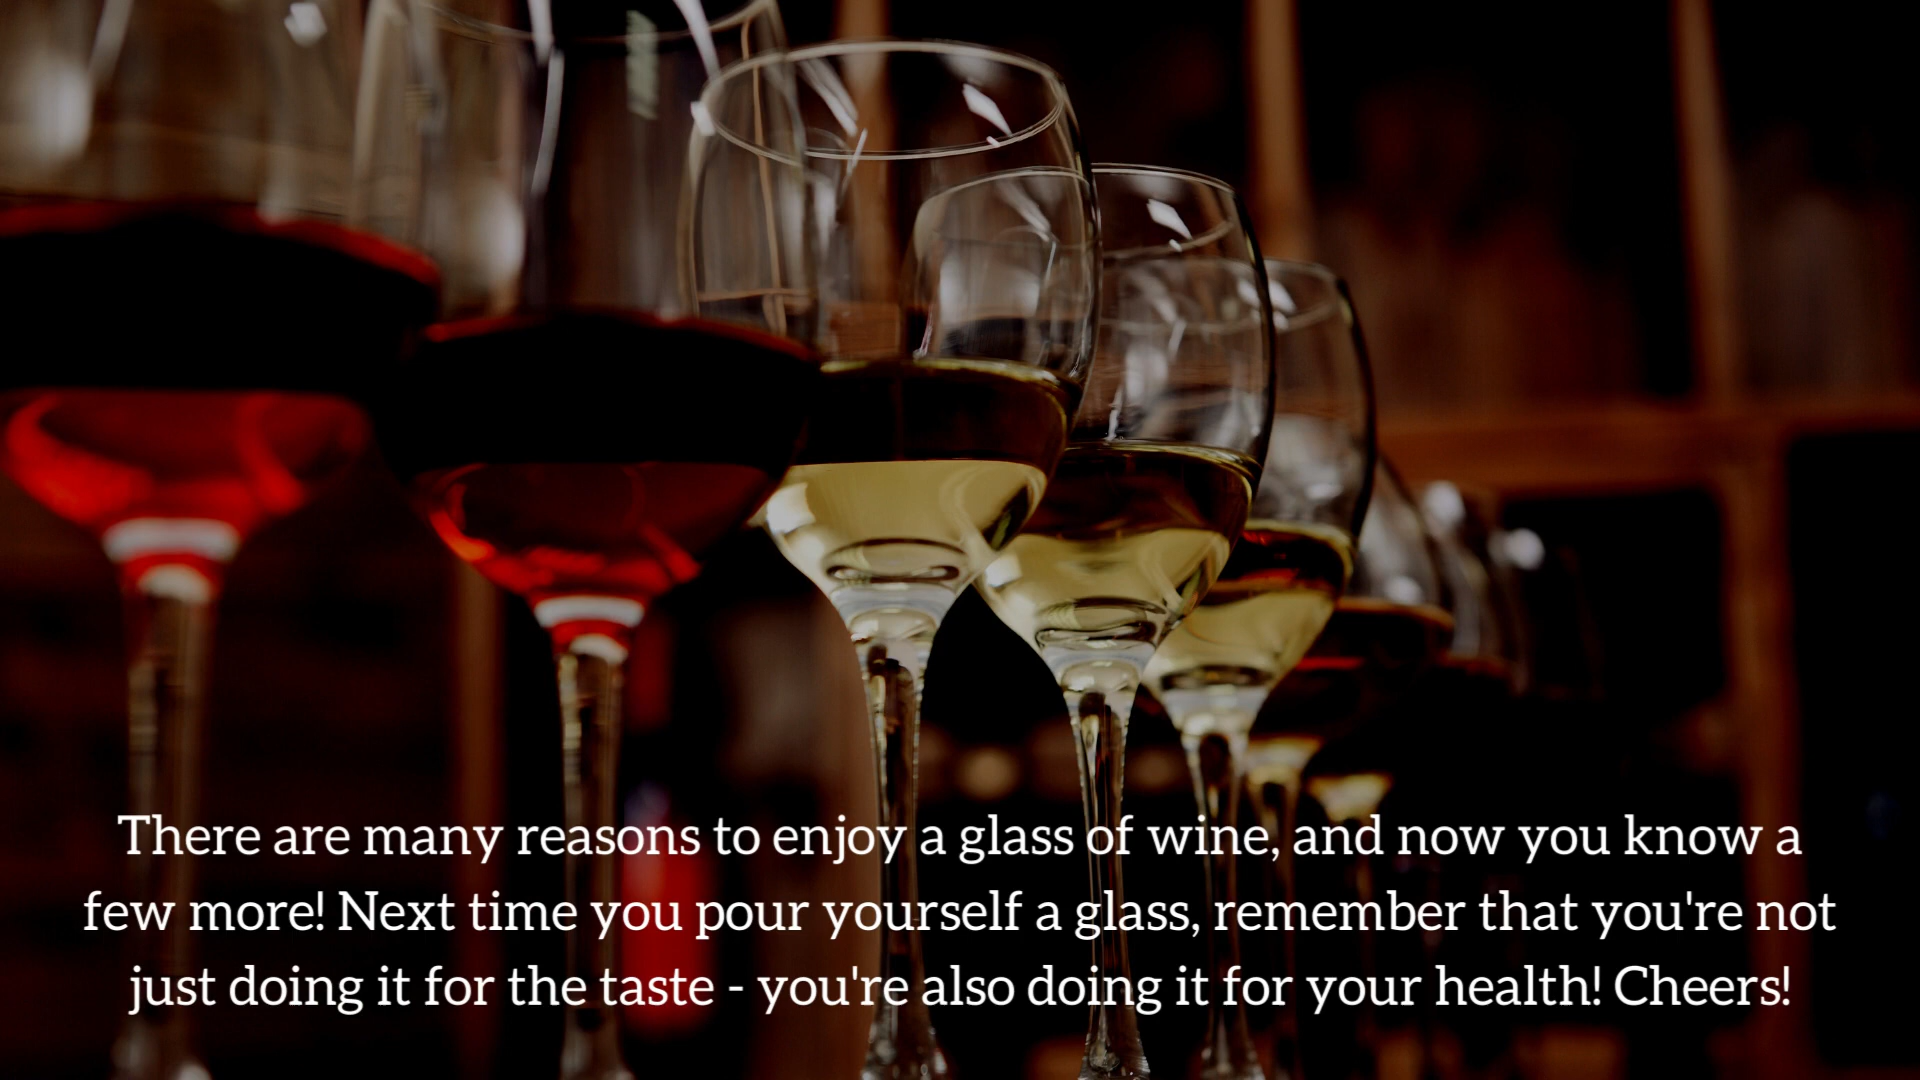 There are many reasons to enjoy a glass of wine, and now you know a
few more! Next time you pour yourself a glass, remember that you're not
just doing it for the taste - you're also doing it for your health! Cheers!